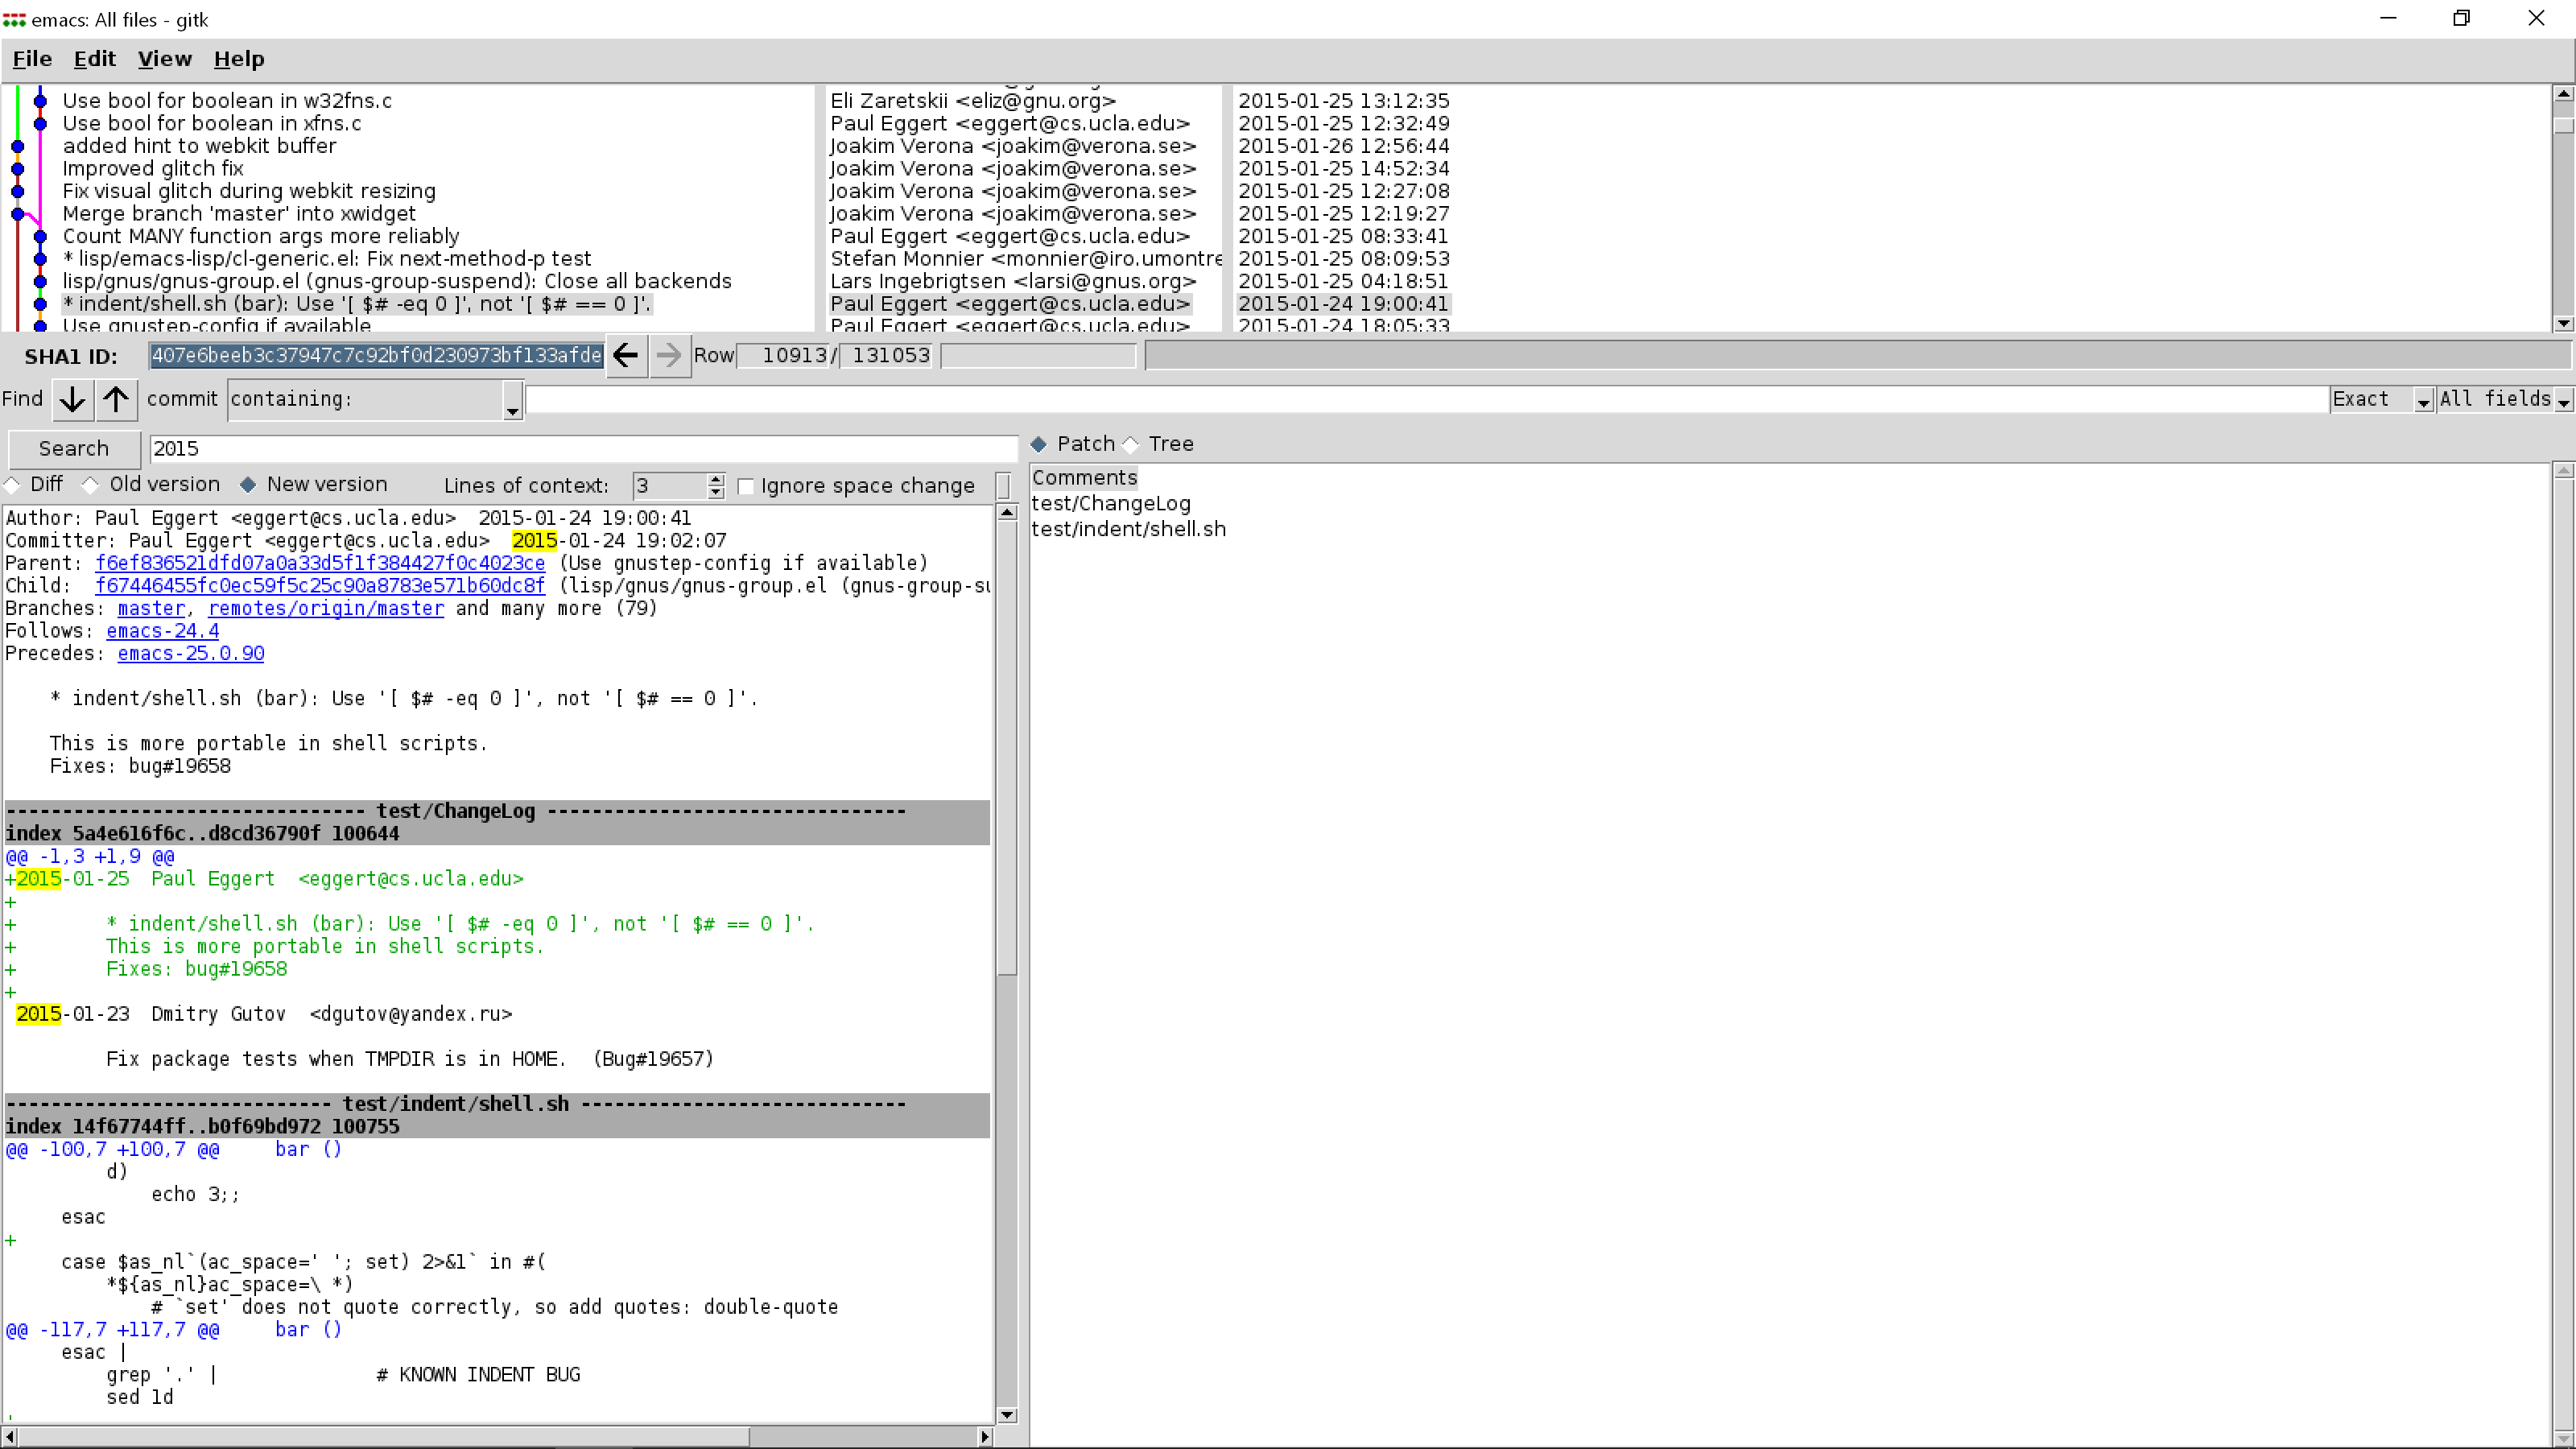 emacs: All files - gitk
File Edit View Help
Use bool for boolean in w32fns.c Eli Zaretskii <eliz@gnu.org> 2015-01-25 13:12:35
Use bool for boolean in xfns.c Paul Eggert <eggert@cs.ucla.edu> 2015-01-25 12:32:49
added hint to webkit buffer Joakim Verona <joakim@verona.se> 2015-01-26 12:56:44
Improved glitch fix Joakim Verona <joakim@verona.se> 2015-01-25 14:52:34
Fix visual glitch during webkit resizing Joakim Verona <joakim@verona.se> 2015-01-25 12:27:08
Merge branch 'master' into xwidget Joakim Verona <joakim@verona.se> 2015-01-25 12:19:27
Count MANY function args more reliably Paul Eggert <eggert@cs.ucla.edu> 2015-01-25 08:33:41
* lisp/emacs-lisp/cl-generic.el: Fix next-method-p test Stefan Monnier <monnier@iro.umontre 2015-01-25 08:09:53
lisp/gnus/gnus-group.el (gnus-group-suspend): Close all backends Lars Ingebrigtsen <larsi@gnus.org> 2015-01-25 04:18:51
* indent/shell.sh (bar): Use '[ $# -eq 0 ]', not '[ $# == 0 ]'. Paul Eggert <eggert@cs.ucla.edu> 2015-01-24 19:00:41
Use gnustep-config if available Paul Eggert <eggert@cs.ucla.edu> 2015-01-24 18:05:33
SHA1 ID: 407e6beeb3c37947c7c92bf0d230973bf133afde Row 10913 / 131053
Find commit containing: Exact All fields
Search 2015
Patch Tree
Diff Old version New version Lines of context: 3 Ignore space change
Comments
test/ChangeLog
test/indent/shell.sh
Author: Paul Eggert <eggert@cs.ucla.edu>  2015-01-24 19:00:41
Committer: Paul Eggert <eggert@cs.ucla.edu>  2015-01-24 19:02:07
Parent: f6ef836521dfd07a0a33d5f1f384427f0c4023ce (Use gnustep-config if available)
Child:  f67446455fc0ec59f5c25c90a8783e571b60dc8f (lisp/gnus/gnus-group.el (gnus-group-su
Branches: master, remotes/origin/master and many more (79)
Follows: emacs-24.4
Precedes: emacs-25.0.90
* indent/shell.sh (bar): Use '[ $# -eq 0 ]', not '[ $# == 0 ]'.
This is more portable in shell scripts.
Fixes: bug#19658
-------------------------------- test/ChangeLog --------------------------------
index 5a4e616f6c..d8cd36790f 100644
@@ -1,3 +1,9 @@
+2015-01-25  Paul Eggert  <eggert@cs.ucla.edu>
+
+        * indent/shell.sh (bar): Use '[ $# -eq 0 ]', not '[ $# == 0 ]'.
+        This is more portable in shell scripts.
+        Fixes: bug#19658
+
2015-01-23  Dmitry Gutov  <dgutov@yandex.ru>
Fix package tests when TMPDIR is in HOME.  (Bug#19657)
----------------------------- test/indent/shell.sh -----------------------------
index 14f67744ff..b0f69bd972 100755
@@ -100,7 +100,7 @@     bar ()
d)
echo 3;;
esac
+
case $as_nl`(ac_space=' '; set) 2>&1` in #(
*${as_nl}ac_space=\ *)
# `set' does not quote correctly, so add quotes: double-quote
@@ -117,7 +117,7 @@     bar ()
esac |
grep '.' |              # KNOWN INDENT BUG
sed 1d